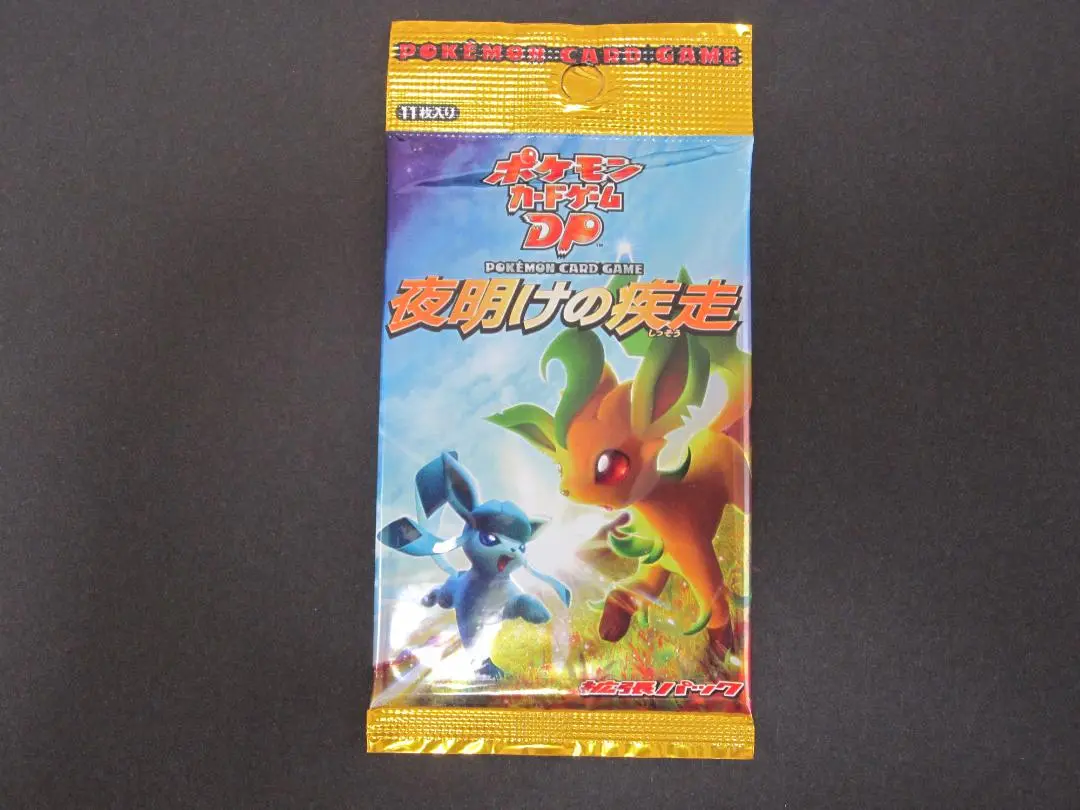 POKÉMON CARD GAME
11枚入り
ポケモン
カードゲーム
DP™
POKÉMON CARD GAME
夜明けの疾走
しっそう
拡張パック